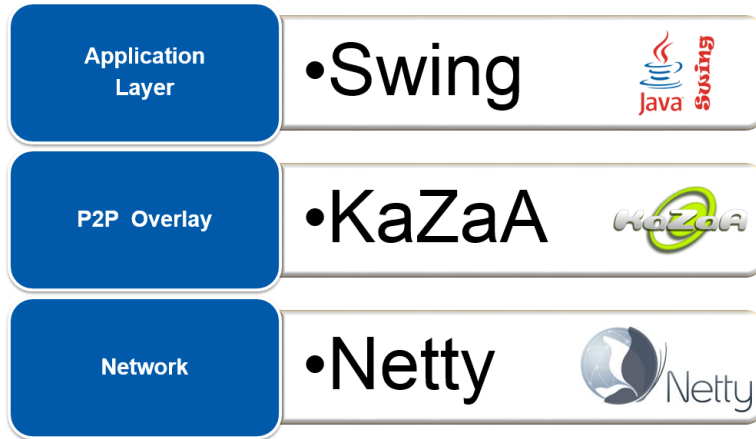 Application
Layer
•Swing
Java
Swing
P2P Overlay
•KaZaA
KaZaA
Network
•Netty
Netty